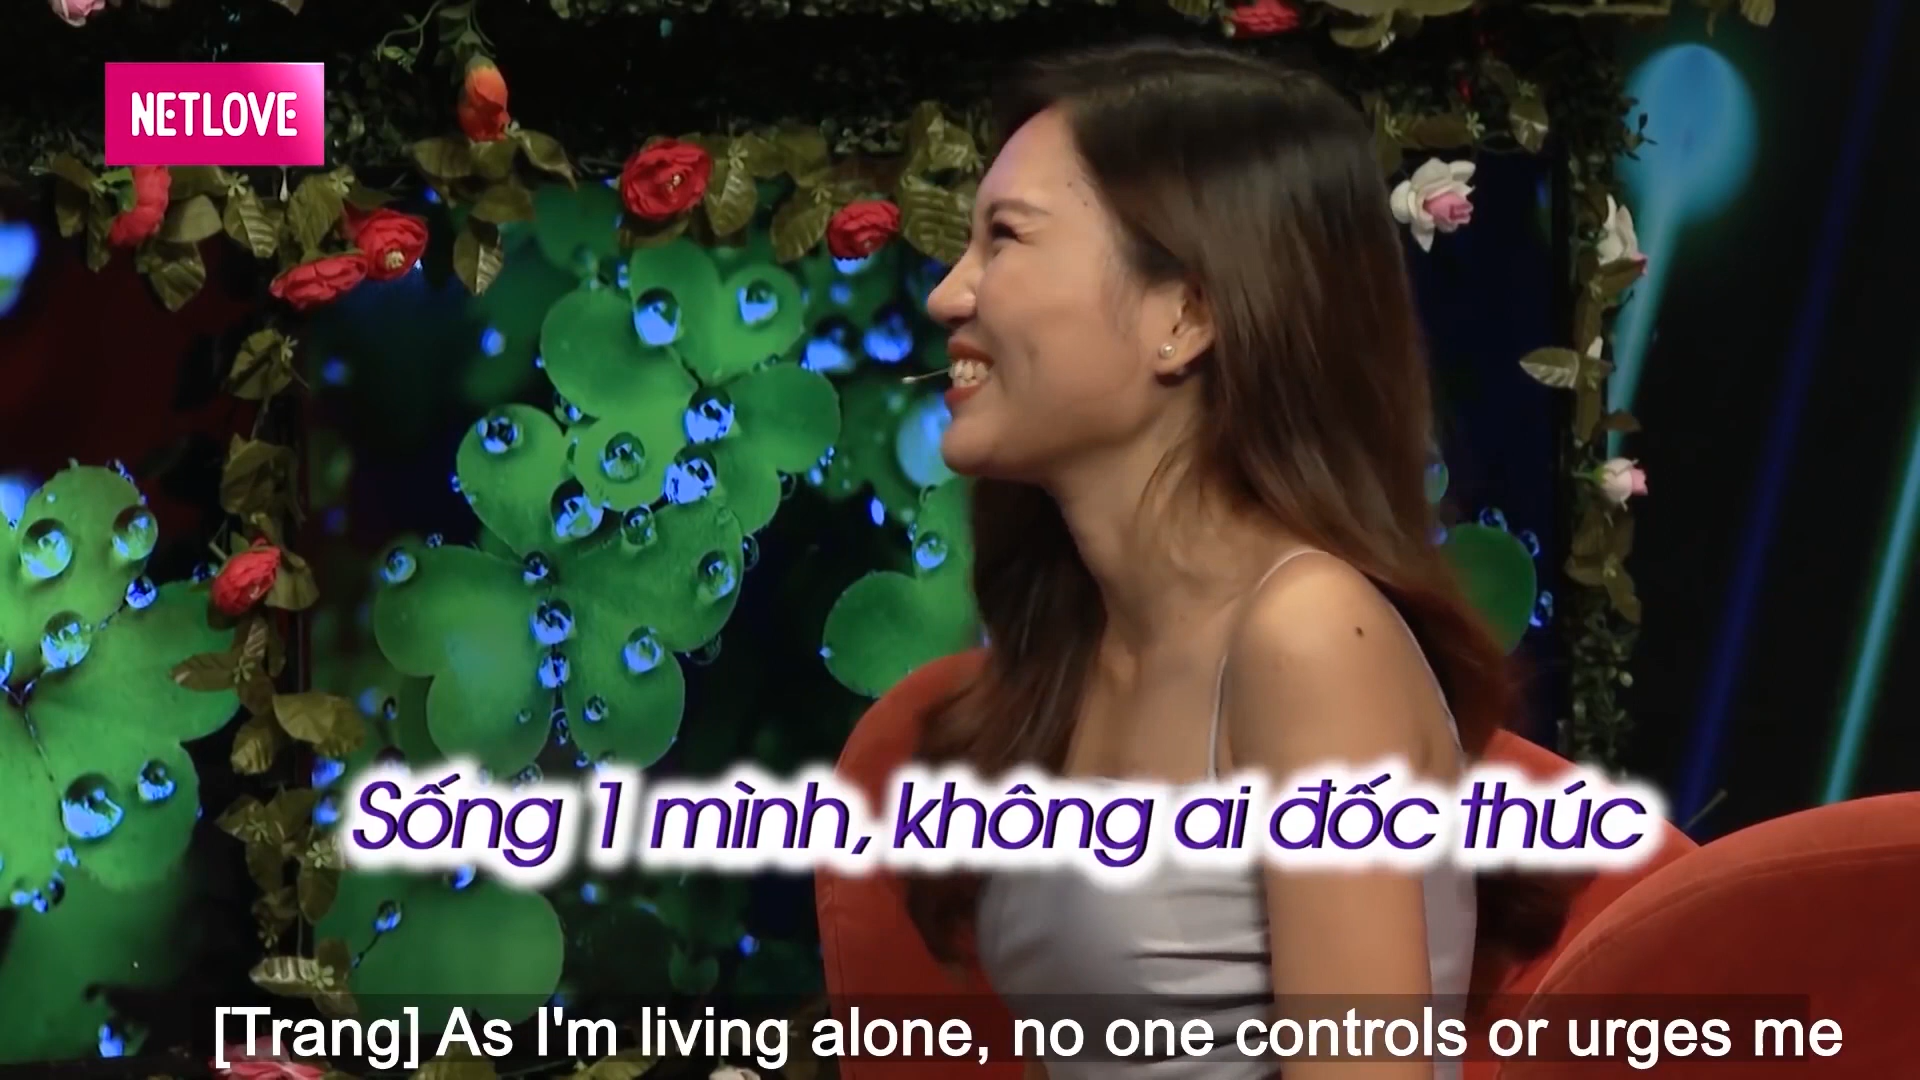 NETLOVE
Sống 1 mình, không ai đốc thúc
[Trang] As I'm living alone, no one controls or urges me